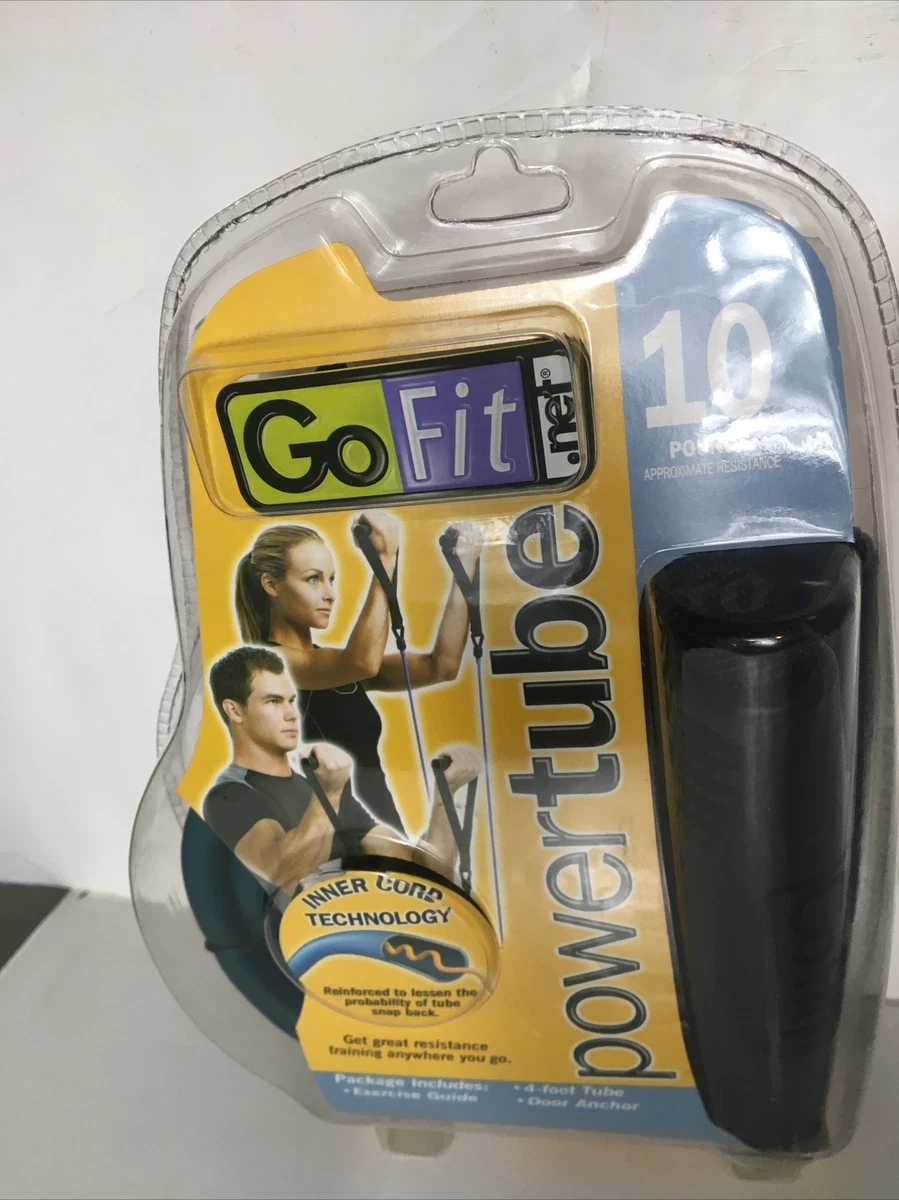 GoFit
.net®
10
APPROXIMATE RESISTANCE
powertube
INNER CORD
TECHNOLOGY
Reinforced to lessen the
probability of tube
snap back.
Get great resistance
training anywhere you go.
Package Includes:
• Exercise Guide
• 4-foot Tube
• Door Anchor